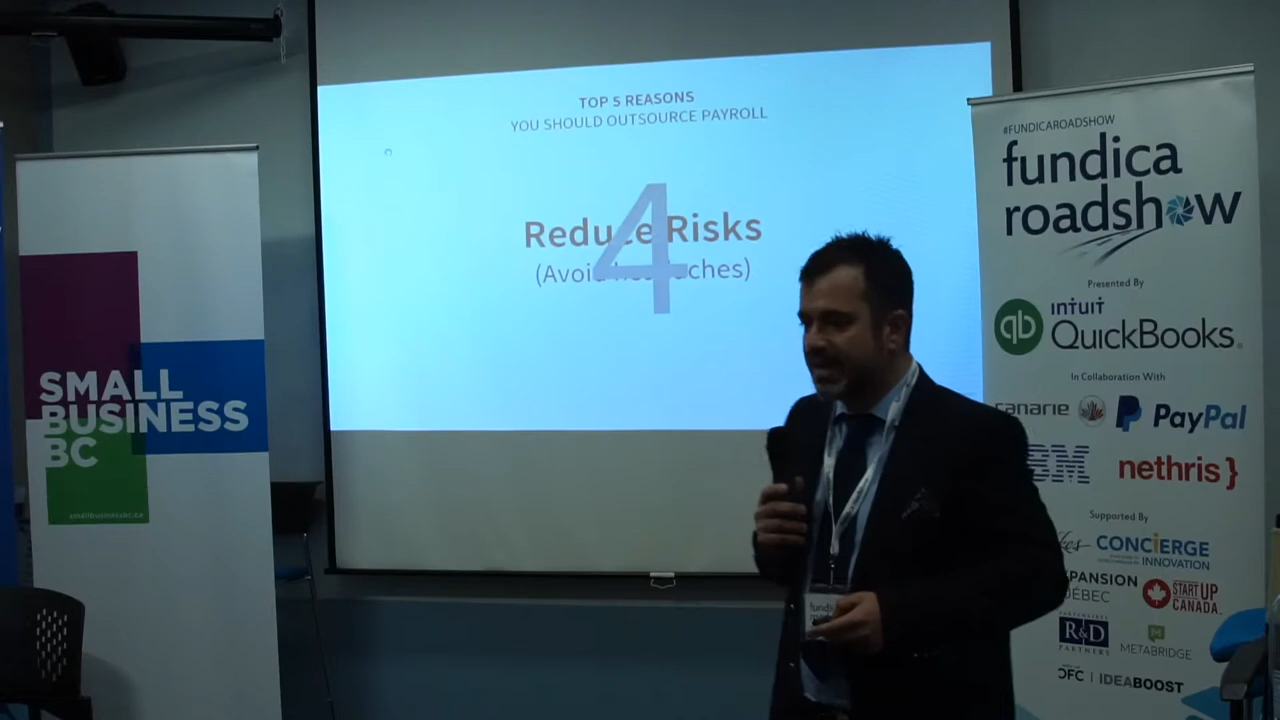 TOP 5 REASONS
YOU SHOULD OUTSOURCE PAYROLL
4
Reduce Risks
SMALL
BUSINESS
BC
smallbusinessbc.ca
#FUNDICAROADSHOW
fundica
roadshow
Presented By
intuit
qb QuickBooks.
In Collaboration With
canarie PayPal
IBM nethris}
Supported By
CONCIERGE
INNOVATION
START UP
CANADA
R&D
PARTNERS
METABRIDGE
IDEABOOST